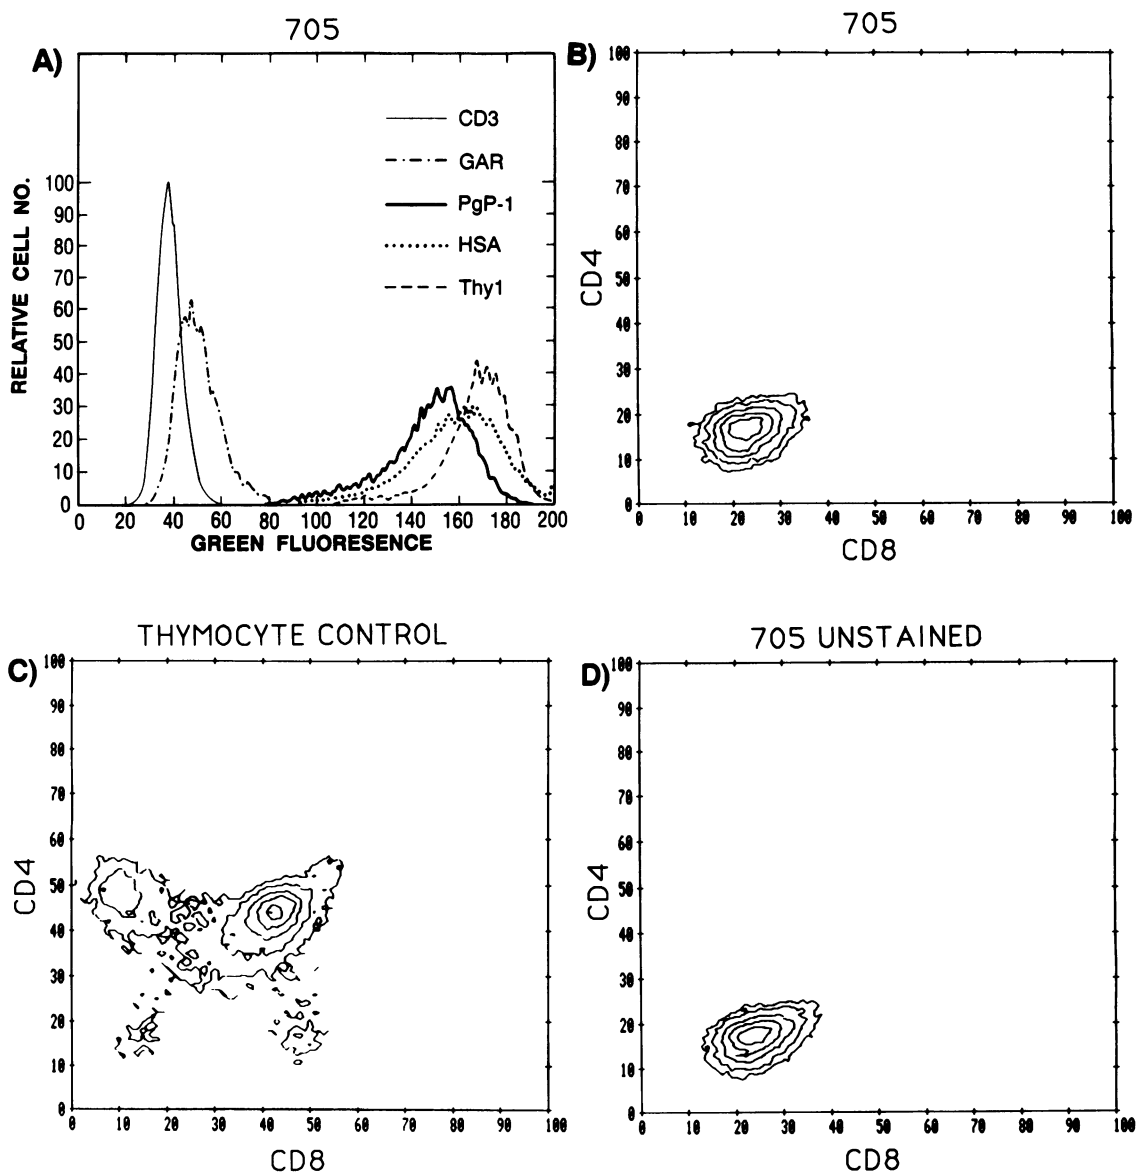 705
A)
CD3
GAR
PgP-1
HSA
Thy1
RELATIVE CELL NO.
100
90
80
70
60
50
40
30
20
10
0
0 20 40 60 80 100 120 140 160 180 200
GREEN FLUORESENCE
705
B)
CD4
100
90
80
70
60
50
40
30
20
10
0
0 10 20 30 40 50 60 70 80 90 100
CD8
THYMOCYTE CONTROL
C)
CD4
100
90
80
70
60
50
40
30
20
10
0
0 10 20 30 40 50 60 70 80 90 100
CD8
705 UNSTAINED
D)
CD4
100
90
80
70
60
50
40
30
20
10
0
0 10 20 30 40 50 60 70 80 90 100
CD8